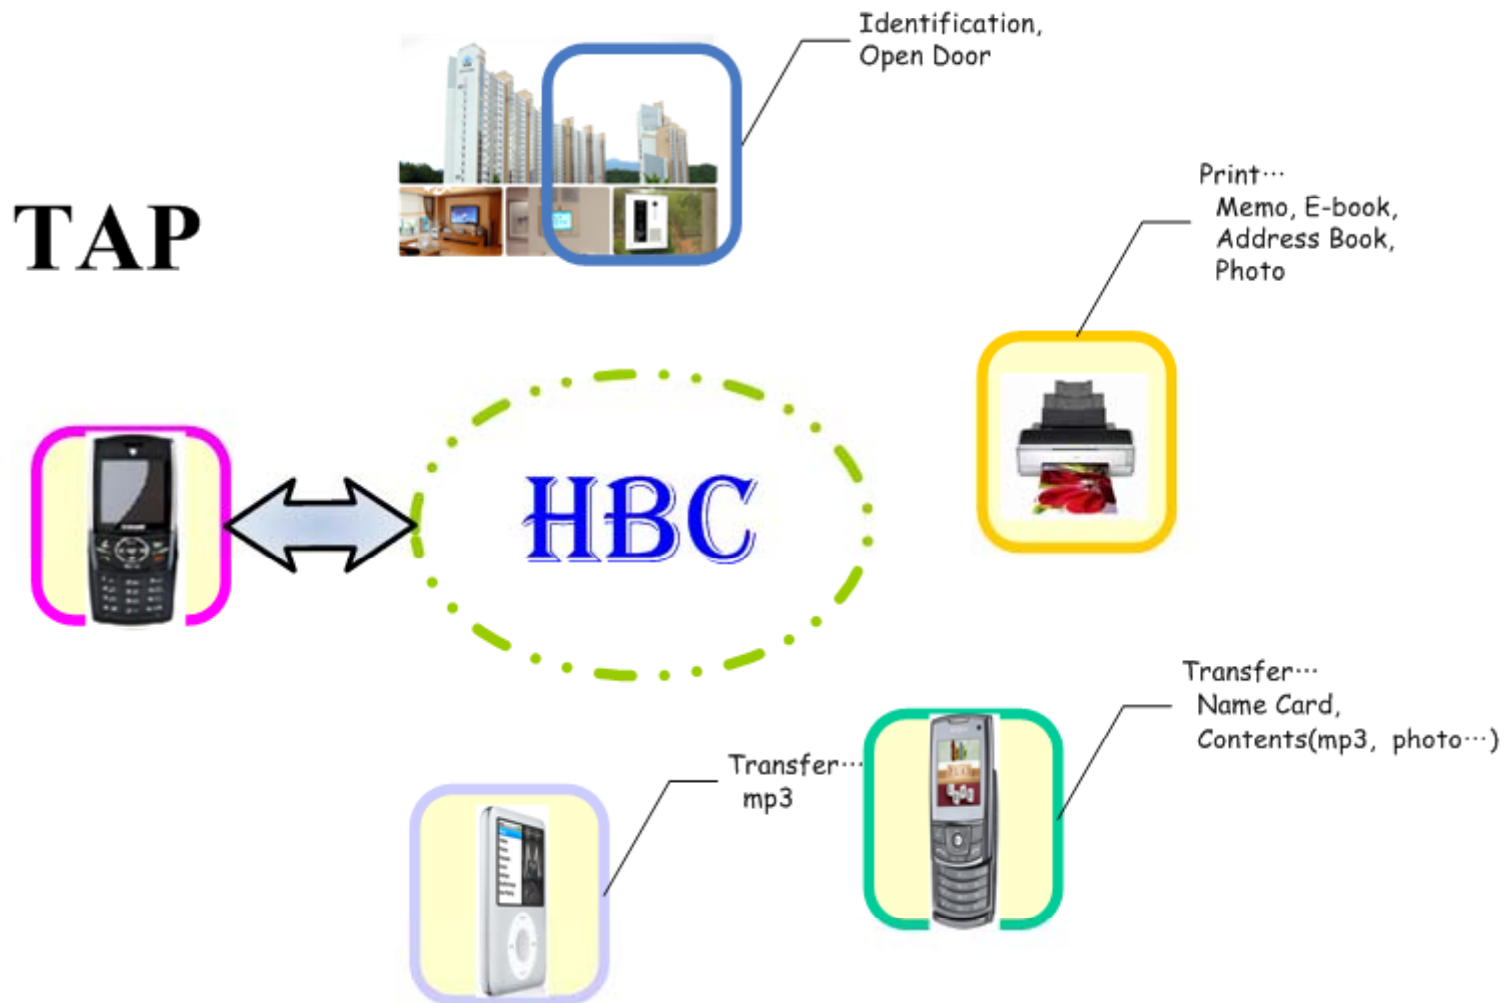 Identification,
Open Door
Print…
Memo, E-book,
Address Book,
Photo
TAP
HBC
Transfer…
Name Card,
Contents(mp3, photo…)
Transfer…
mp3